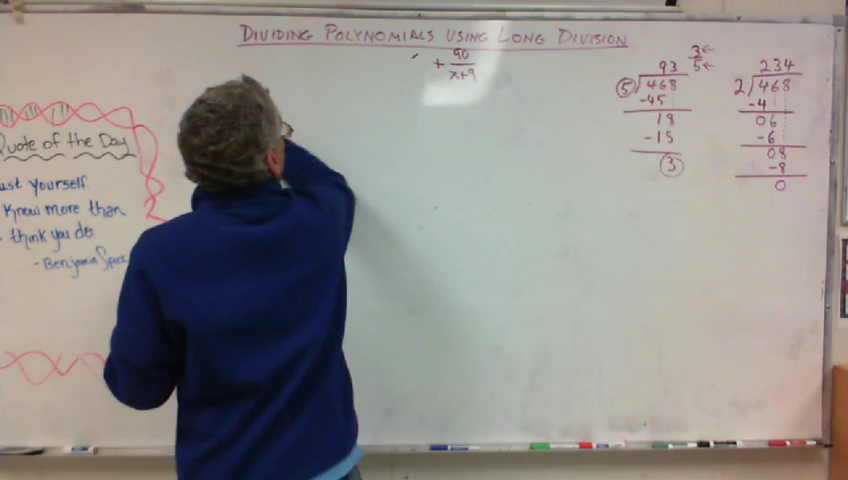 DIVIDING POLYNOMIALS USING LONG DIVISION
+ 90
x+9
93 3←
5 5←
5 468
-45
18
-15
3
234
2 468
-4
06
-6
08
-8
0
Quote of the Day
ust yourself.
Know more than
think you do
-Benjamin Spock